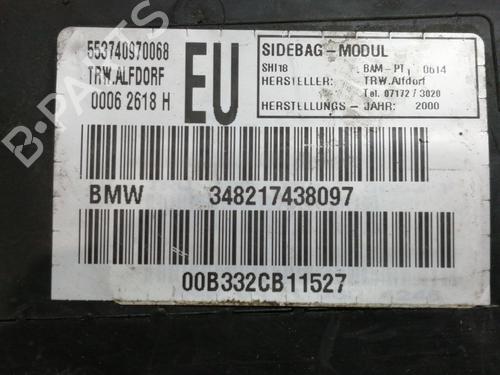 553740970068
TRW.ALFDORF
0006 2618 H
EU
SIDEBAG-MODUL
SHI18 . BAM-PT, 0614
HERSTELLER: TRW.Alfdorf
Tel. 07172 / 3020
HERSTELLUNGS - JAHR: 2000
BMW 348217438097
00B332CB11527
B-PARTS